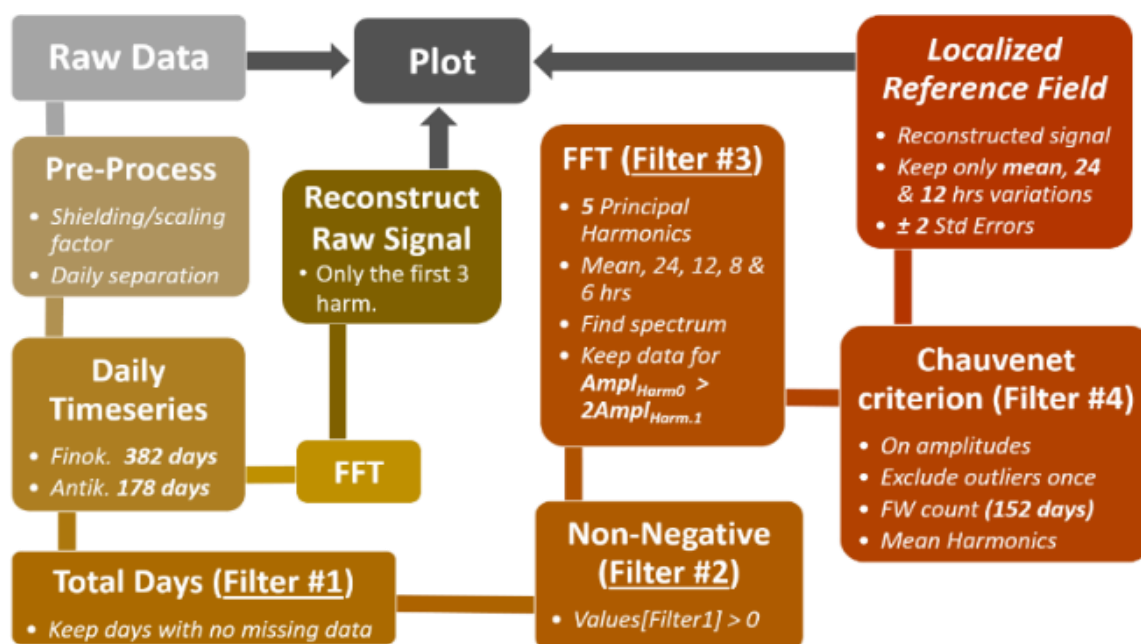 Raw Data
Plot
Localized
Reference Field
• Reconstructed signal
• Keep only mean, 24
& 12 hrs variations
• ± 2 Std Errors
Pre-Process
• Shielding/scaling
factor
• Daily separation
Reconstruct
Raw Signal
• Only the first 3
harm.
FFT (Filter #3)
• 5 Principal
Harmonics
• Mean, 24, 12, 8 &
6 hrs
• Find spectrum
• Keep data for
Ampl_Harm0 >
2Ampl_Harm.1
Daily
Timeseries
• Finok. 382 days
• Antik. 178 days
FFT
Chauvenet
criterion (Filter #4)
• On amplitudes
• Exclude outliers once
• FW count (152 days)
• Mean Harmonics
Total Days (Filter #1)
• Keep days with no missing data
Non-Negative
(Filter #2)
• Values[Filter1] > 0